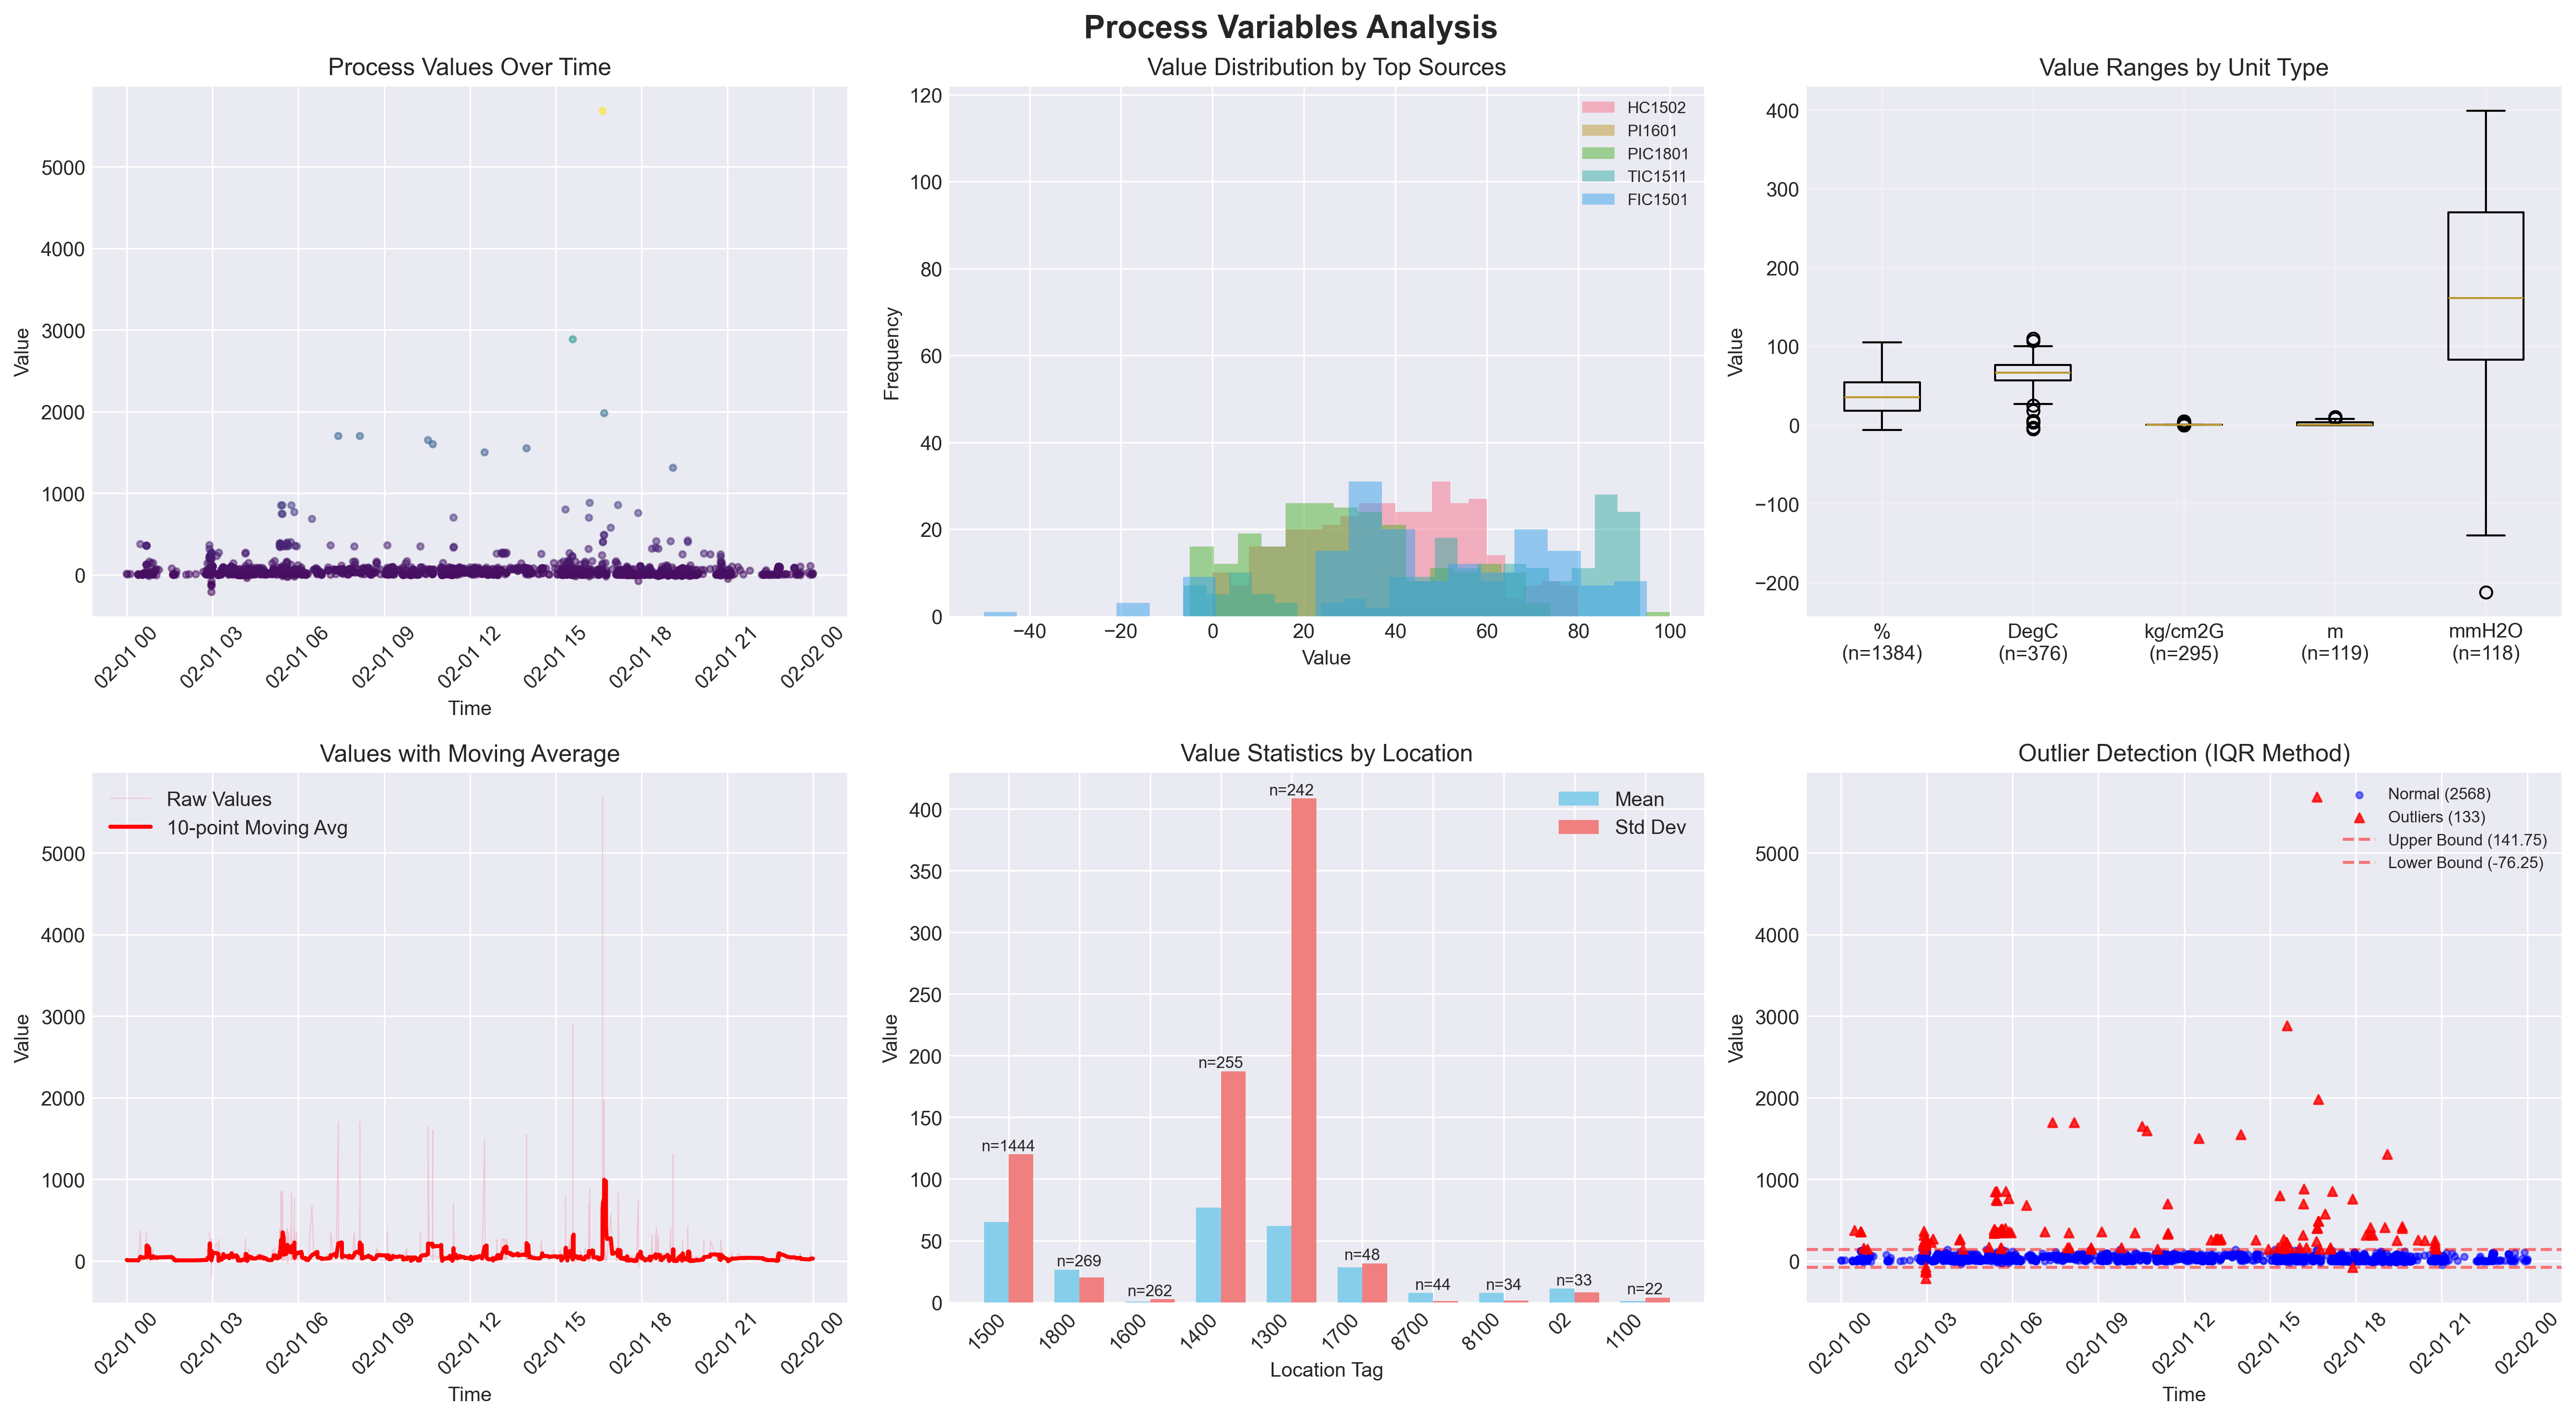 Process Variables Analysis
Process Values Over Time
Value
5000
4000
3000
2000
1000
0
02-01 00
02-01 03
02-01 06
02-01 09
02-01 12
02-01 15
02-01 18
02-01 21
02-02 00
Time
Value Distribution by Top Sources
Frequency
120
100
80
60
40
20
0
HC1502
PI1601
PIC1801
TIC1511
FIC1501
−40
−20
0
20
40
60
80
100
Value
Value Ranges by Unit Type
Value
400
300
200
100
0
−100
−200
%
(n=1384)
DegC
(n=376)
kg/cm2G
(n=295)
m
(n=119)
mmH2O
(n=118)
Values with Moving Average
Value
Raw Values
10-point Moving Avg
5000
4000
3000
2000
1000
0
02-01 00
02-01 03
02-01 06
02-01 09
02-01 12
02-01 15
02-01 18
02-01 21
02-02 00
Time
Value Statistics by Location
Value
400
350
300
250
200
150
100
50
0
Mean
Std Dev
n=1444
n=269
n=262
n=255
n=242
n=48
n=44
n=34
n=33
n=22
1500
1800
1600
1400
1300
1700
8700
8100
02
1100
Location Tag
Outlier Detection (IQR Method)
Value
Normal (2568)
Outliers (133)
Upper Bound (141.75)
Lower Bound (-76.25)
5000
4000
3000
2000
1000
0
02-01 00
02-01 03
02-01 06
02-01 09
02-01 12
02-01 15
02-01 18
02-01 21
02-02 00
Time